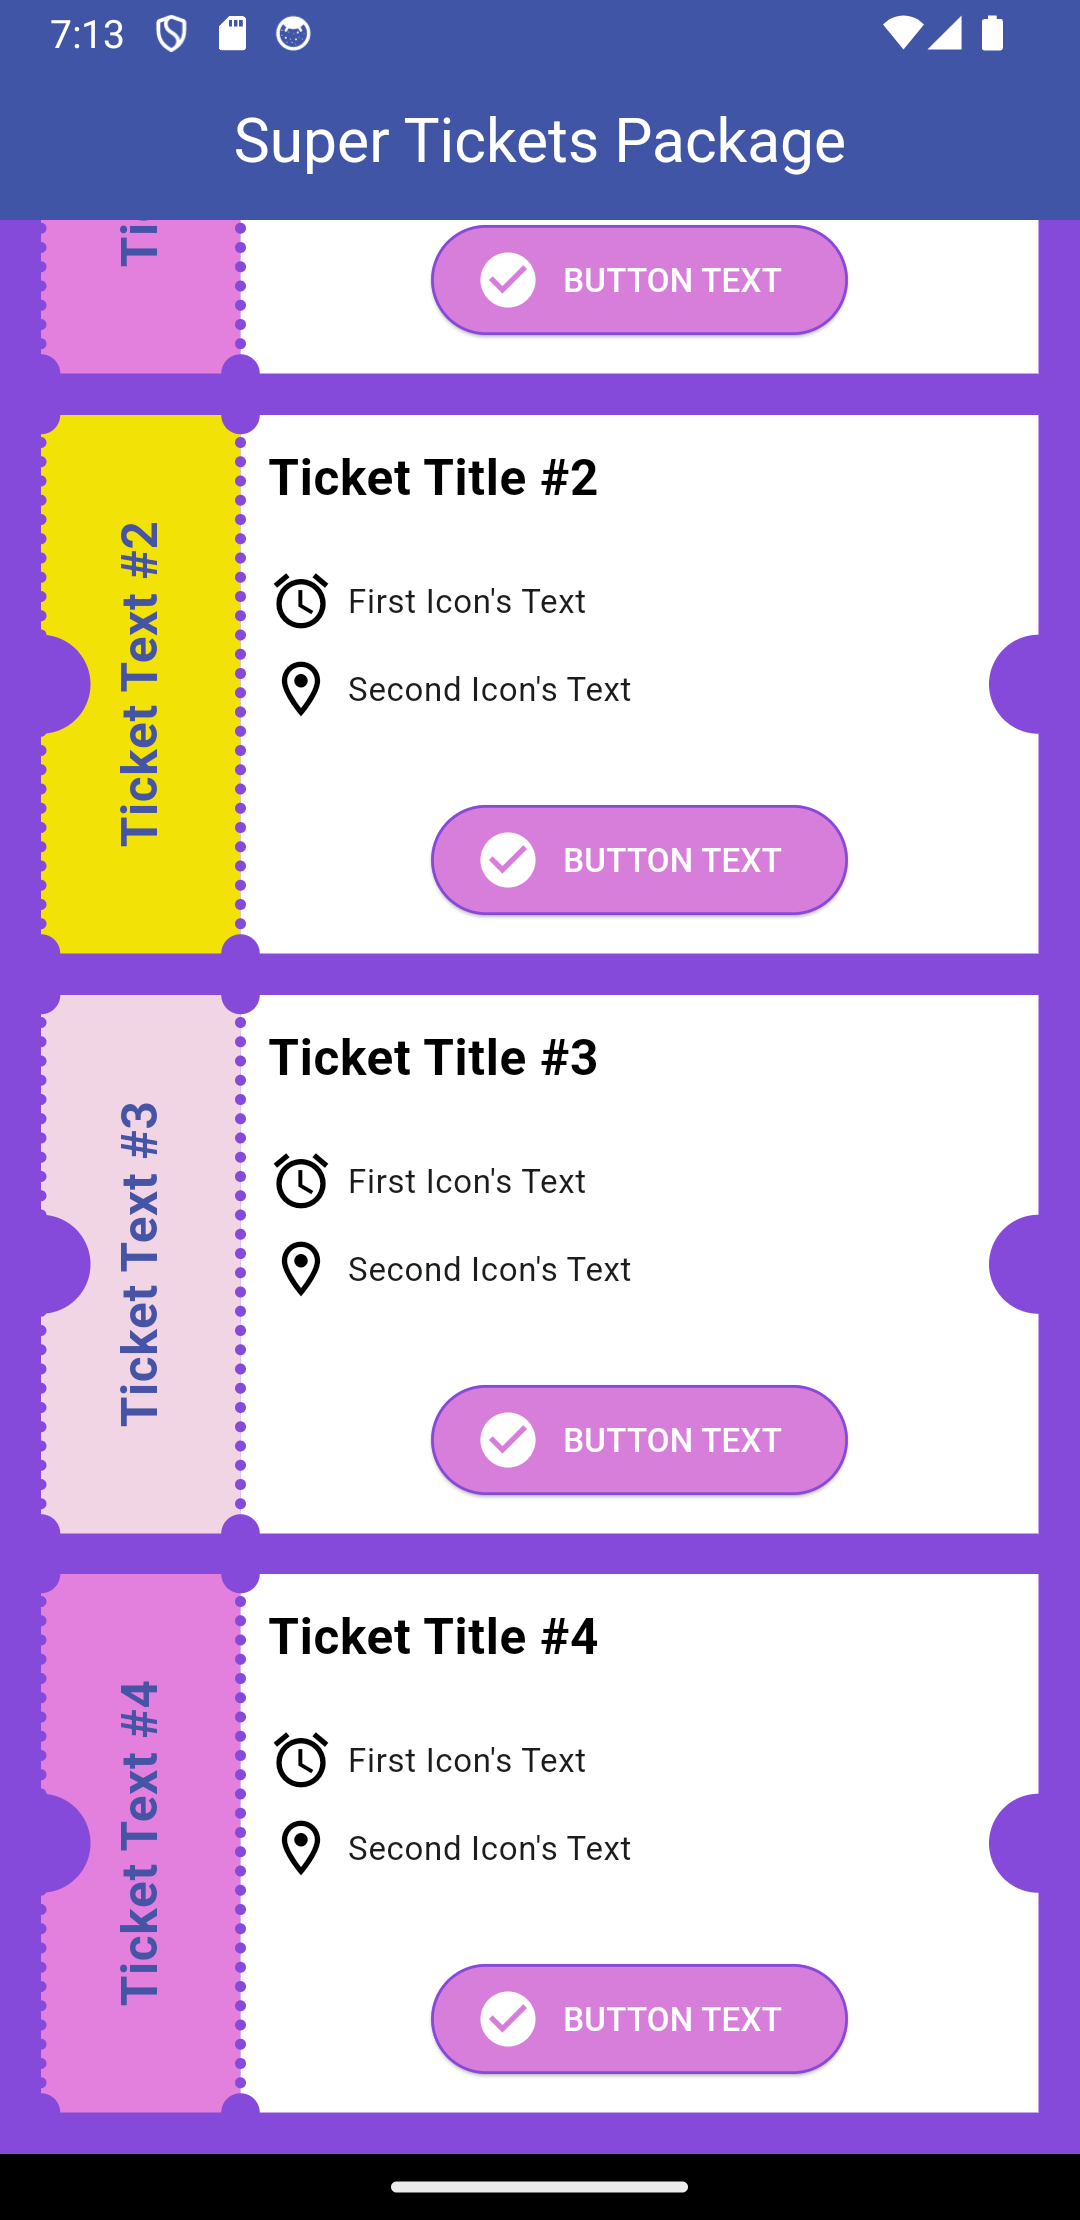 7:13
Super Tickets Package
BUTTON TEXT
Ticket Text #2
Ticket Title #2
First Icon's Text
Second Icon's Text
BUTTON TEXT
Ticket Text #3
Ticket Title #3
First Icon's Text
Second Icon's Text
BUTTON TEXT
Ticket Text #4
Ticket Title #4
First Icon's Text
Second Icon's Text
BUTTON TEXT